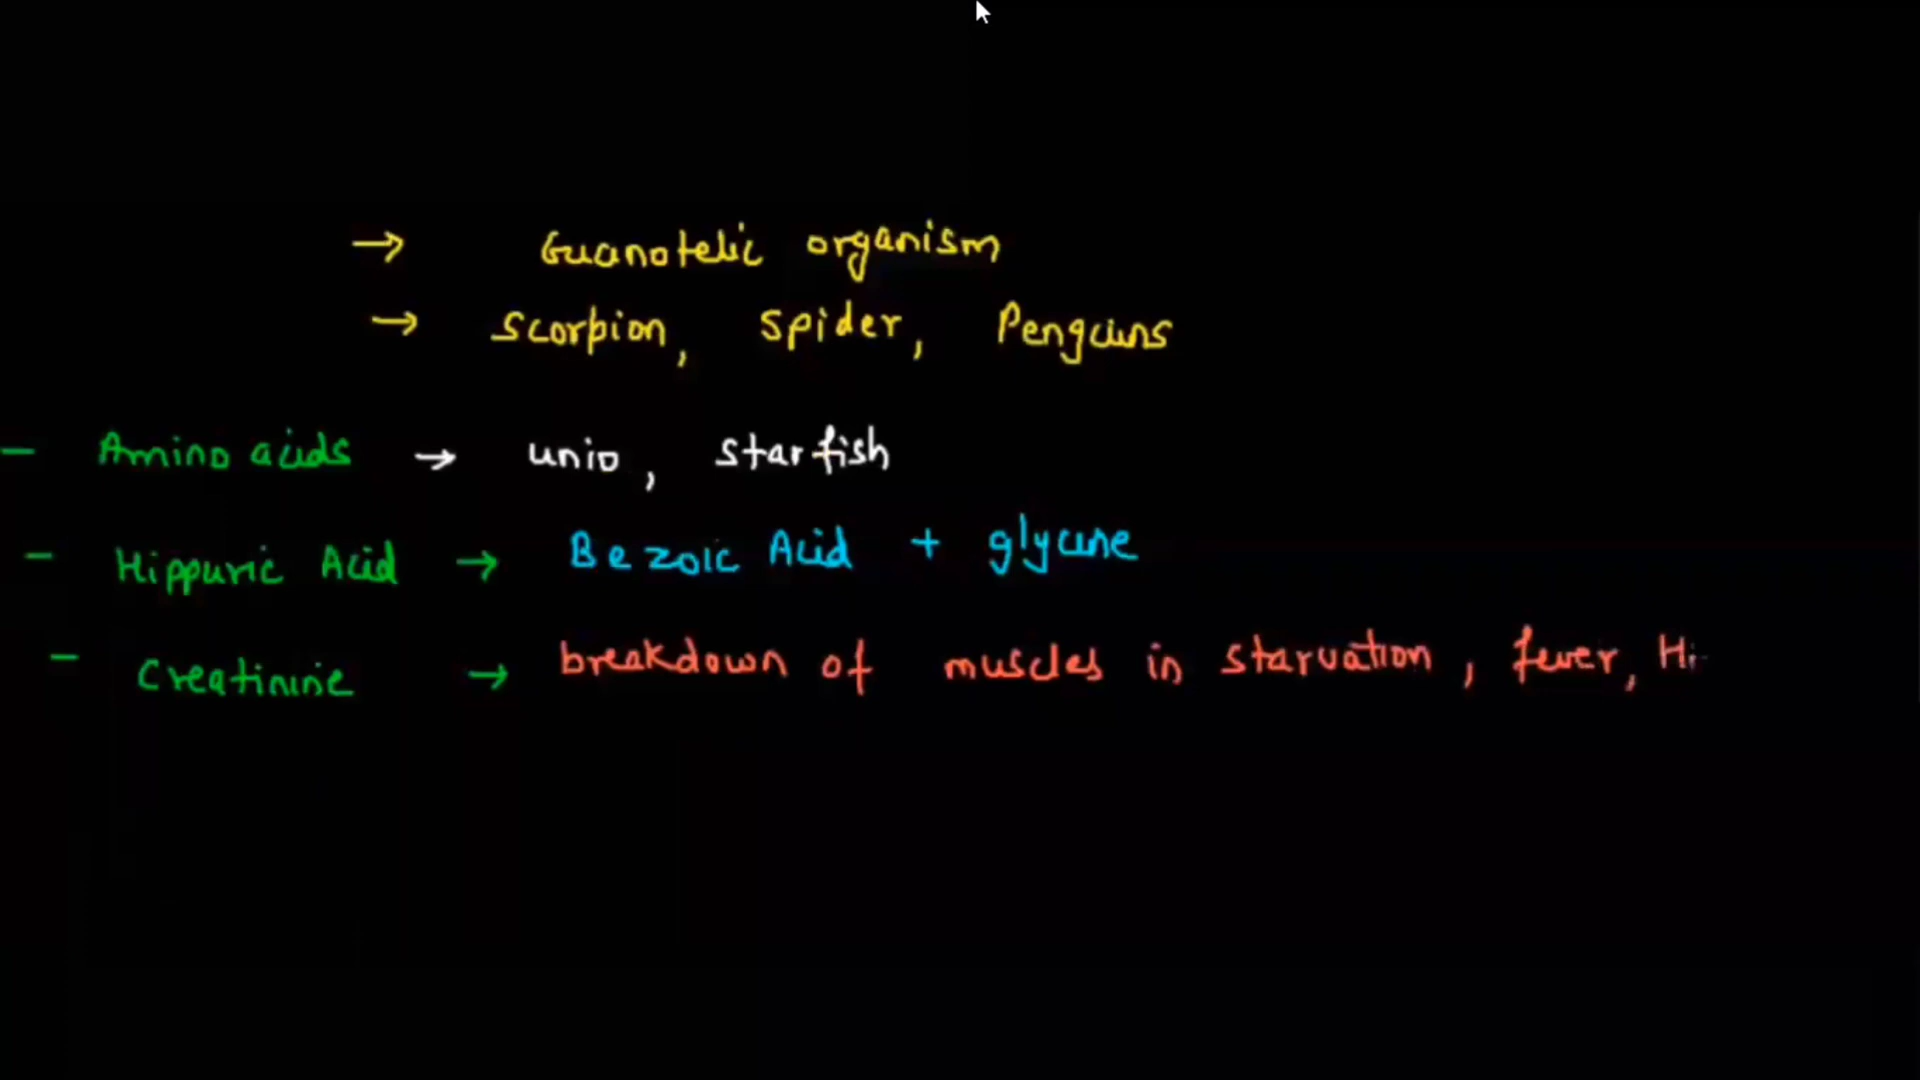 → Guanotelic organism
→ Scorpion, Spider, Penguins
- Amino acids → unio, starfish
- Hippuric Acid → Bezoic Acid + glycine
- Creatinine → breakdown of muscles in starvation, fever, Hi